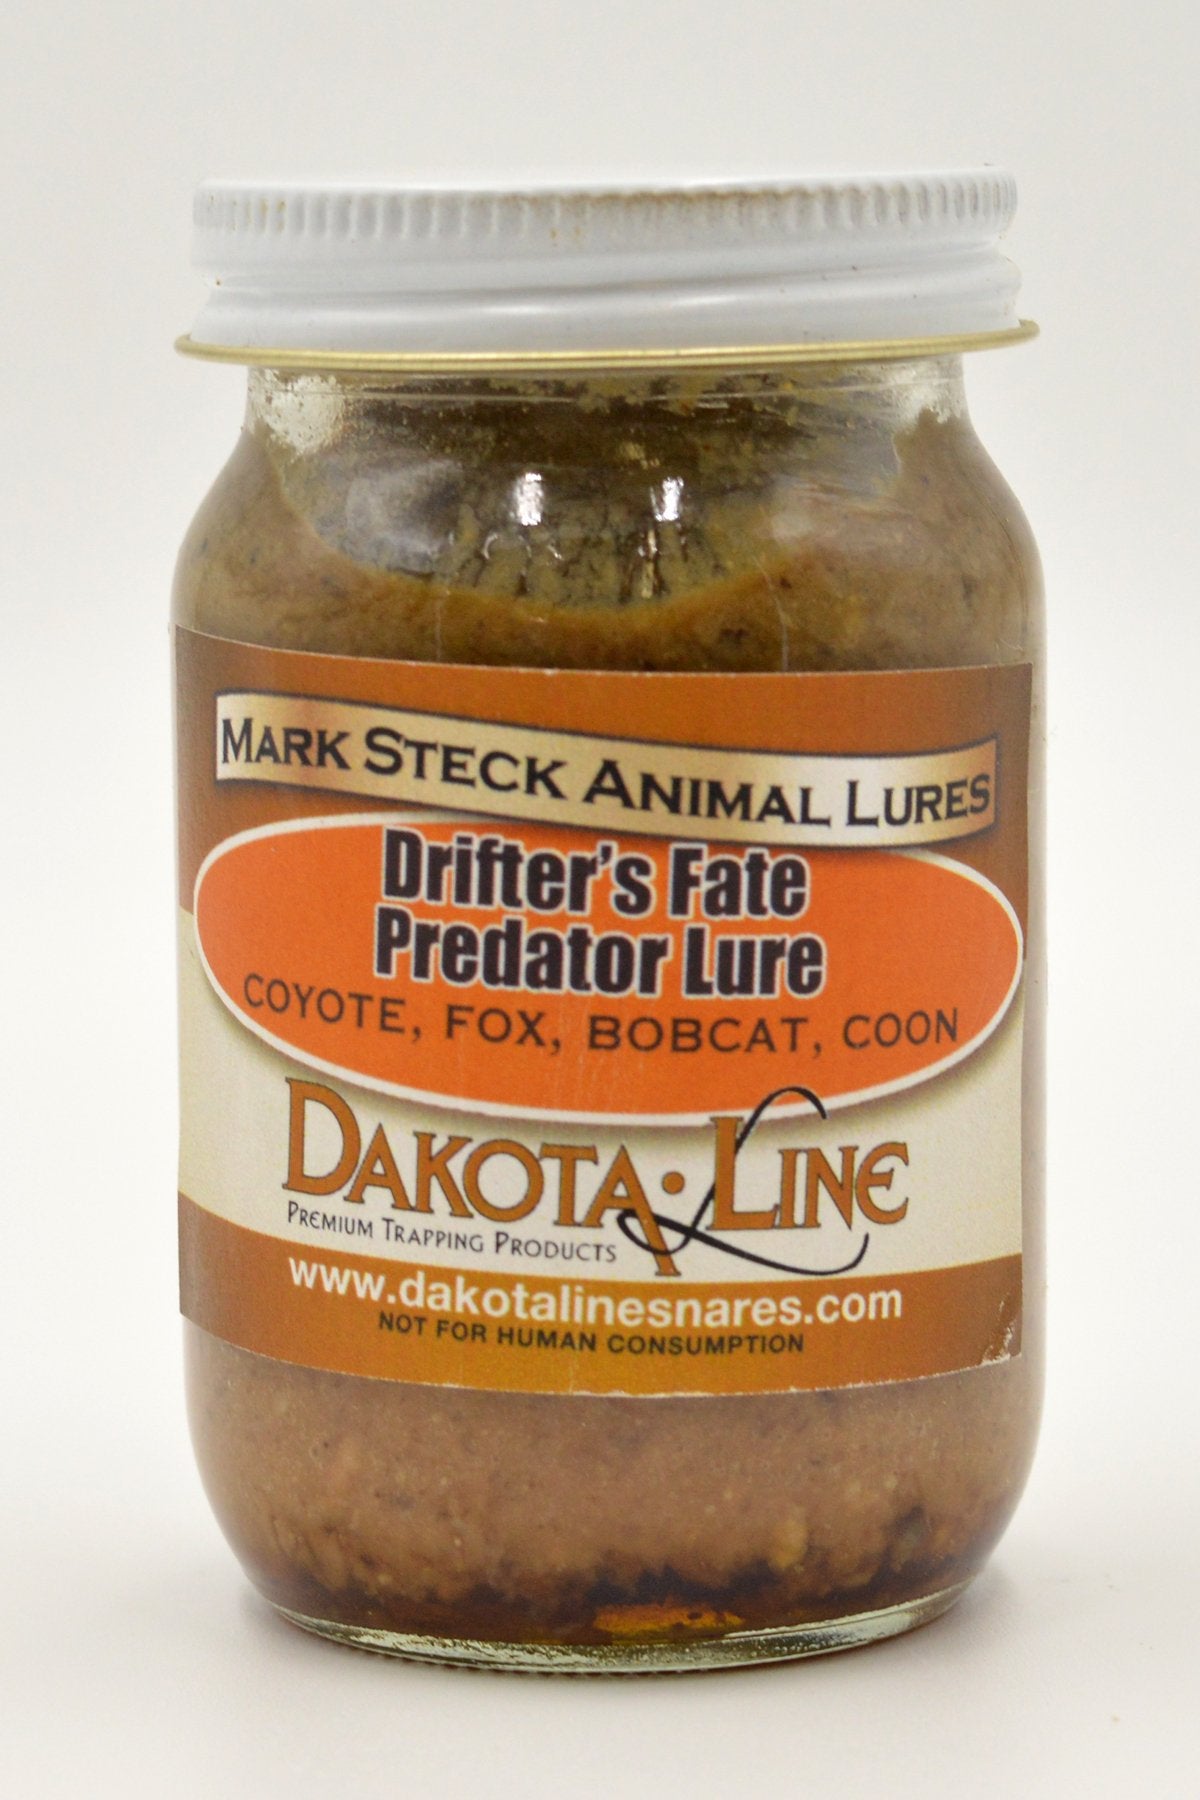 MARK STECK ANIMAL LURES
Drifter's Fate
Predator Lure
COYOTE, FOX, BOBCAT, COON
DAKOTA·LINE
PREMIUM TRAPPING PRODUCTS
www.dakotalinesnares.com
NOT FOR HUMAN CONSUMPTION